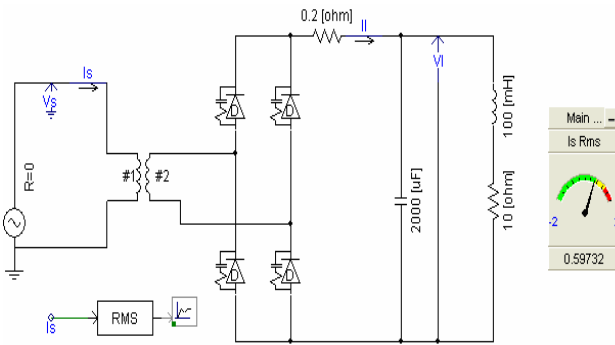 0.2 [ohm]
Il
Is
Vs
Vl
D
D
100 [mH]
R=0
#1
#2
2000 [uF]
10 [ohm]
D
D
Is
RMS
Main ...
Is Rms
-2
0.59732